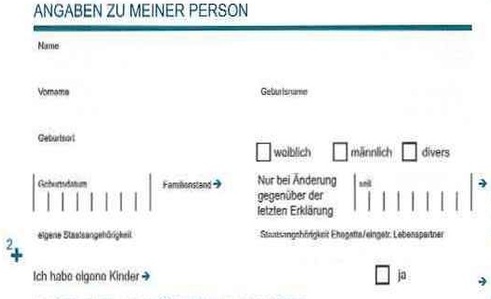 ANGABEN ZU MEINER PERSON
Name
Vorname
Geburtsname
Geburtsort
weiblich männlich divers
Geburtsdatum
Familienstand →
Nur bei Änderung
gegenüber der
letzten Erklärung
seit
→
eigene Staatsangehörigkeit
Staatsangehörigkeit Ehegatte/eingetr. Lebenspartner
2+
Ich habe eigene Kinder →
ja
→